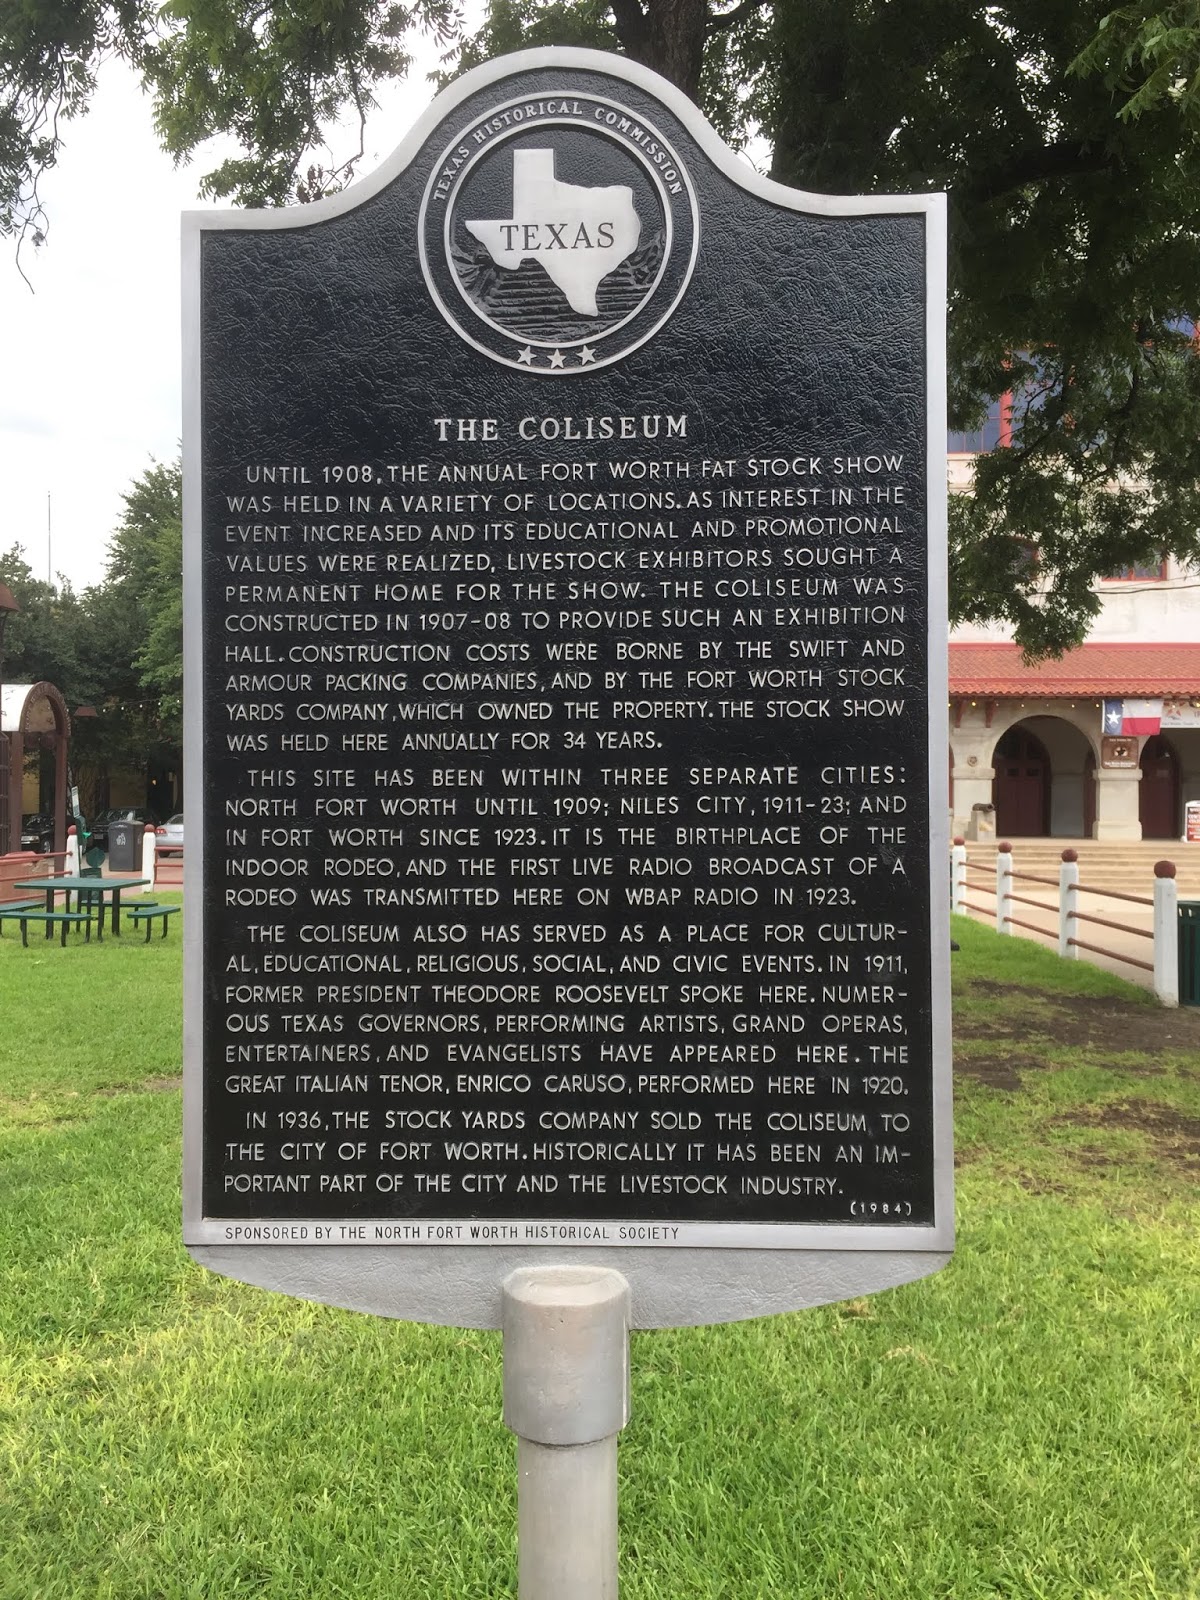 TEXAS HISTORICAL COMMISSION
TEXAS
THE COLISEUM
UNTIL 1908, THE ANNUAL FORT WORTH FAT STOCK SHOW
WAS HELD IN A VARIETY OF LOCATIONS. AS INTEREST IN THE
EVENT INCREASED AND ITS EDUCATIONAL AND PROMOTIONAL
VALUES WERE REALIZED, LIVESTOCK EXHIBITORS SOUGHT A
PERMANENT HOME FOR THE SHOW. THE COLISEUM WAS
CONSTRUCTED IN 1907-08 TO PROVIDE SUCH AN EXHIBITION
HALL. CONSTRUCTION COSTS WERE BORNE BY THE SWIFT AND
ARMOUR PACKING COMPANIES, AND BY THE FORT WORTH STOCK
YARDS COMPANY, WHICH OWNED THE PROPERTY. THE STOCK SHOW
WAS HELD HERE ANNUALLY FOR 34 YEARS.
THIS SITE HAS BEEN WITHIN THREE SEPARATE CITIES:
NORTH FORT WORTH UNTIL 1909; NILES CITY, 1911-23; AND
IN FORT WORTH SINCE 1923. IT IS THE BIRTHPLACE OF THE
INDOOR RODEO, AND THE FIRST LIVE RADIO BROADCAST OF A
RODEO WAS TRANSMITTED HERE ON WBAP RADIO IN 1923.
THE COLISEUM ALSO HAS SERVED AS A PLACE FOR CULTUR-
AL, EDUCATIONAL, RELIGIOUS, SOCIAL, AND CIVIC EVENTS. IN 1911,
FORMER PRESIDENT THEODORE ROOSEVELT SPOKE HERE. NUMER-
OUS TEXAS GOVERNORS, PERFORMING ARTISTS, GRAND OPERAS,
ENTERTAINERS, AND EVANGELISTS HAVE APPEARED HERE. THE
GREAT ITALIAN TENOR, ENRICO CARUSO, PERFORMED HERE IN 1920.
IN 1936, THE STOCK YARDS COMPANY SOLD THE COLISEUM TO
THE CITY OF FORT WORTH. HISTORICALLY IT HAS BEEN AN IM-
PORTANT PART OF THE CITY AND THE LIVESTOCK INDUSTRY.
(1984)
SPONSORED BY THE NORTH FORT WORTH HISTORICAL SOCIETY